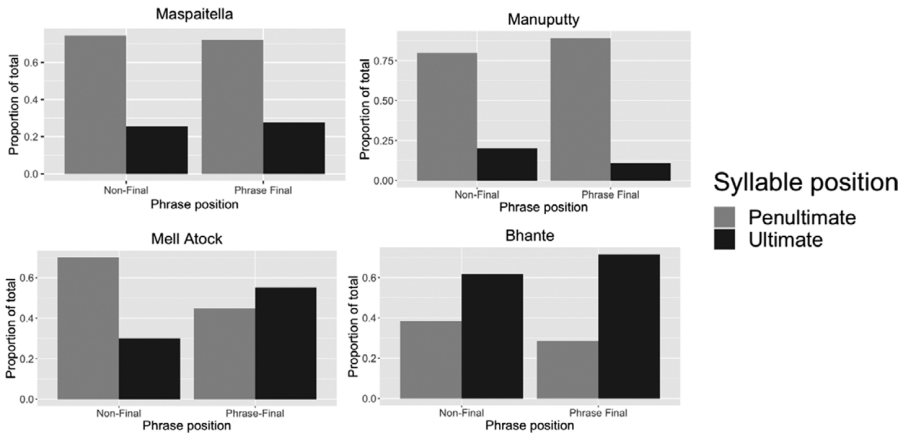 Maspaitella
Proportion of total
0.6
0.4
0.2
0.0
Non-Final
Phrase Final
Phrase position
Manuputty
Proportion of total
0.75
0.50
0.25
0.00
Non-Final
Phrase Final
Phrase position
Mell Atock
Proportion of total
0.6
0.4
0.2
0.0
Non-Final
Phrase-Final
Phrase position
Bhante
Proportion of total
0.6
0.4
0.2
0.0
Non-Final
Phrase Final
Phrase position
Syllable position
Penultimate
Ultimate